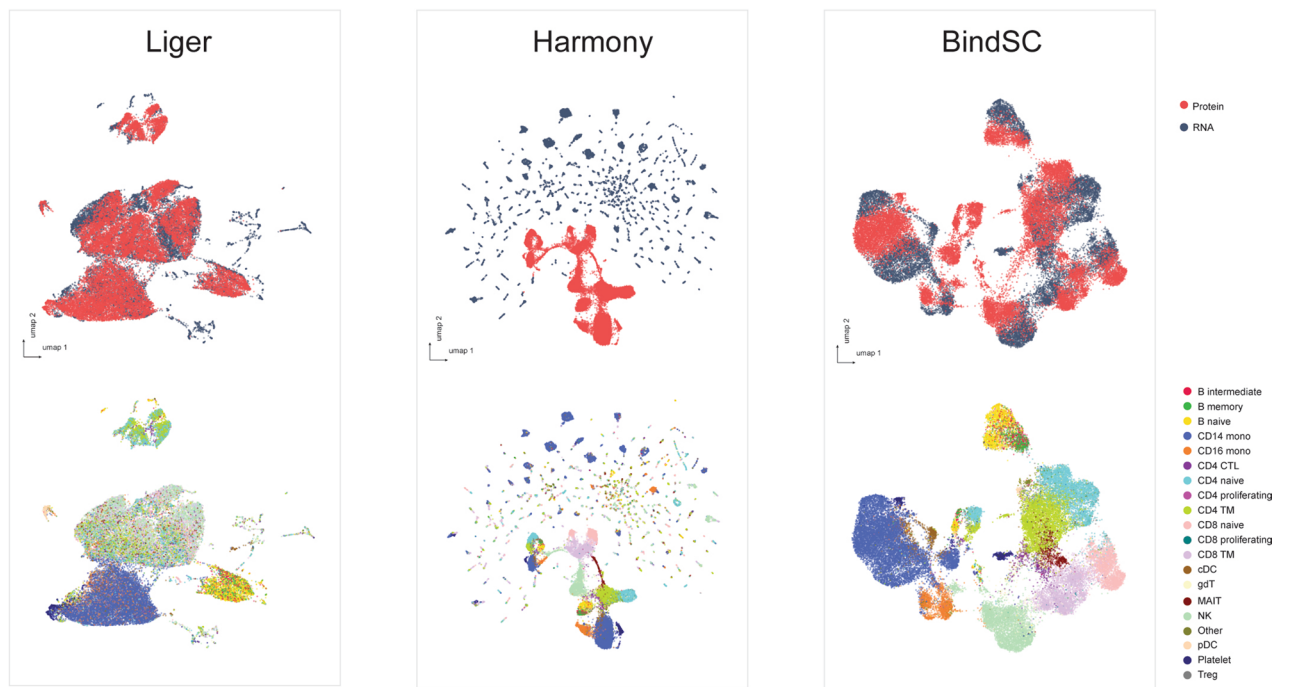 Liger
Harmony
BindSC
Protein
RNA
umap 2
umap 1
umap 2
umap 1
umap 2
umap 1
B intermediate
B memory
B naive
CD14 mono
CD16 mono
CD4 CTL
CD4 naive
CD4 proliferating
CD4 TM
CD8 naive
CD8 proliferating
CD8 TM
cDC
gdT
MAIT
NK
Other
pDC
Platelet
Treg